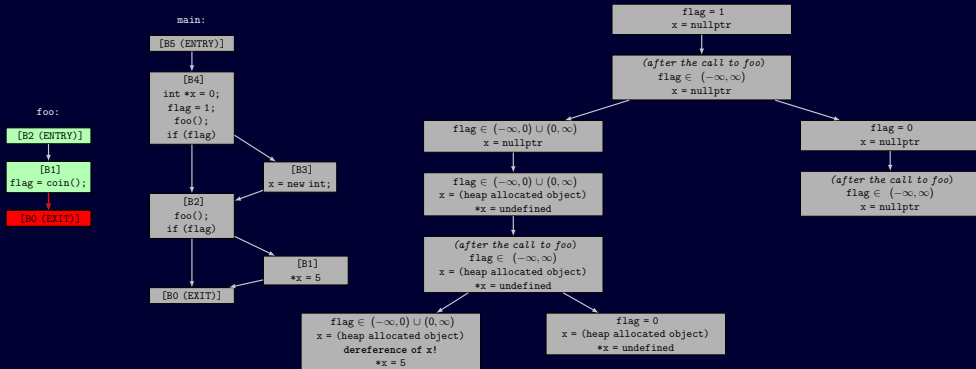 foo:
[B2 (ENTRY)]
[B1]
flag = coin();
[B0 (EXIT)]
main:
[B5 (ENTRY)]
[B4]
int *x = 0;
flag = 1;
foo();
if (flag)
[B3]
x = new int;
[B2]
foo();
if (flag)
[B1]
*x = 5
[B0 (EXIT)]
flag = 1
x = nullptr
(after the call to foo)
flag ∈ (−∞, ∞)
x = nullptr
flag ∈ (−∞, 0) ∪ (0, ∞)
x = nullptr
flag = 0
x = nullptr
flag ∈ (−∞, 0) ∪ (0, ∞)
x = (heap allocated object)
*x = undefined
(after the call to foo)
flag ∈ (−∞, ∞)
x = nullptr
(after the call to foo)
flag ∈ (−∞, ∞)
x = (heap allocated object)
*x = undefined
flag ∈ (−∞, 0) ∪ (0, ∞)
x = (heap allocated object)
dereference of x!
*x = 5
flag = 0
x = (heap allocated object)
*x = undefined